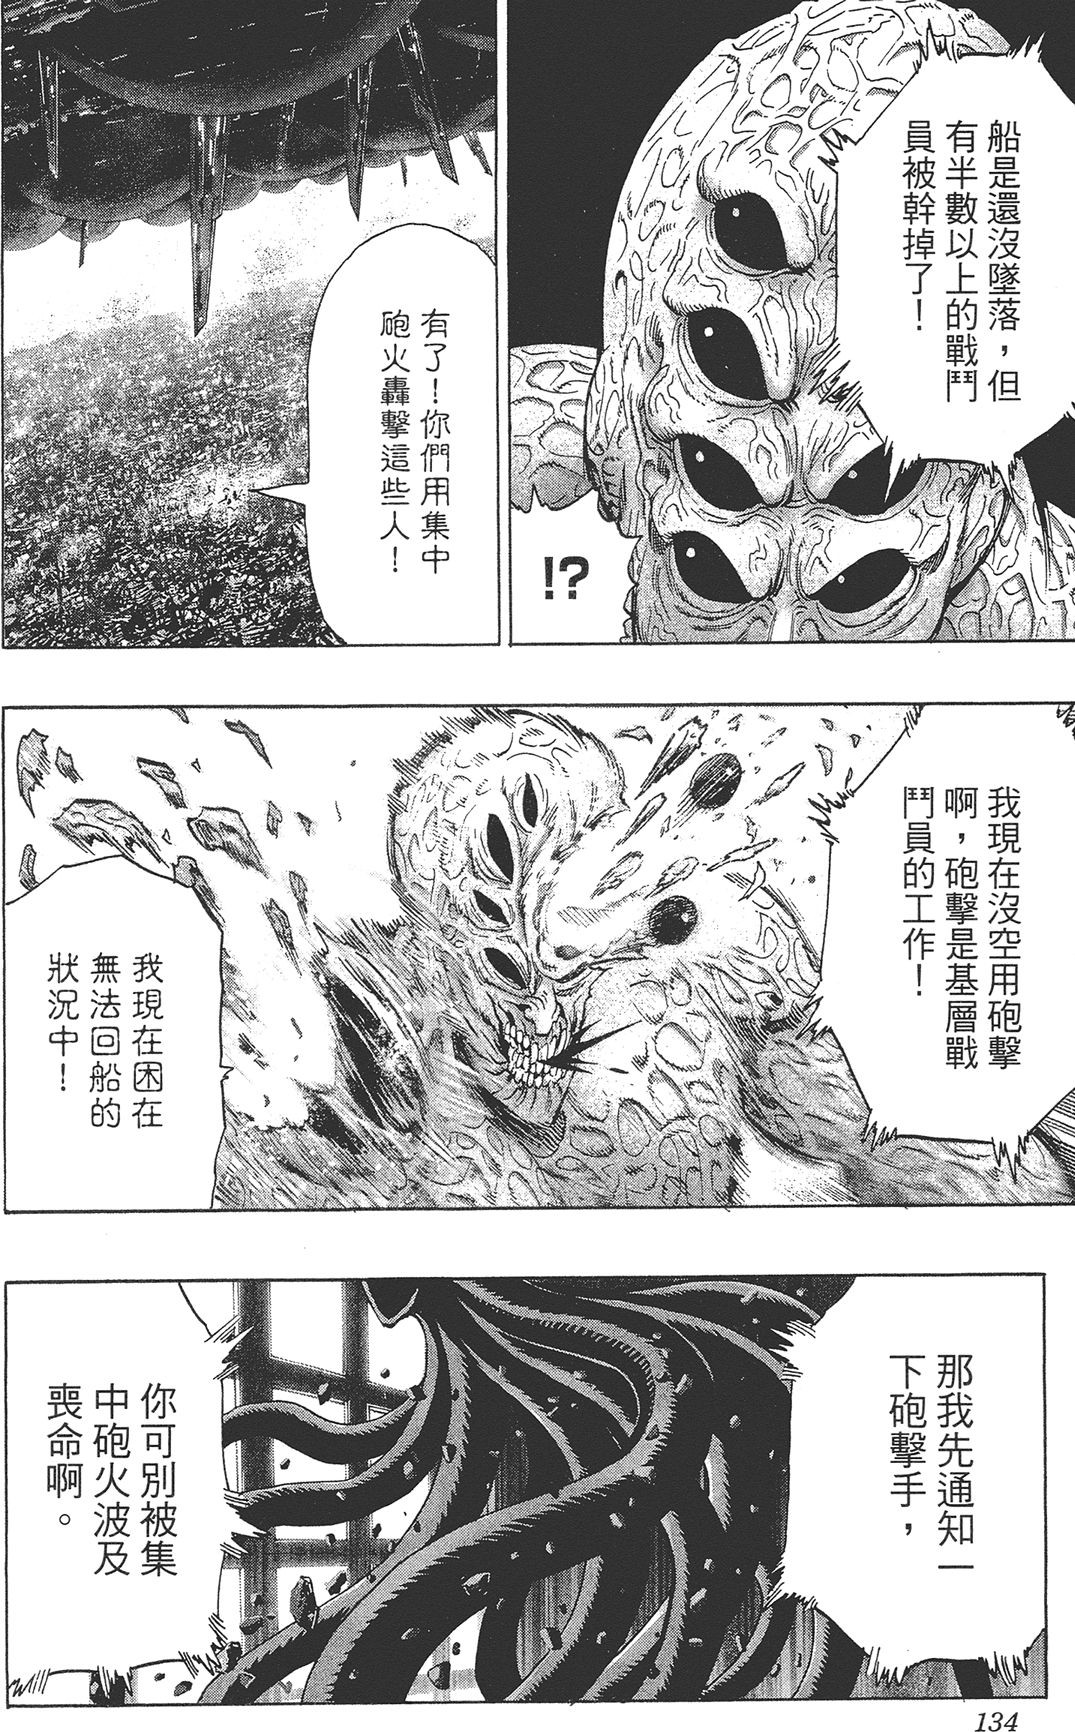 船是還沒墜落，但
有半數以上的戰鬥
員被幹掉了！
!?
有了！你們用集中
砲火轟擊這些人！
我現在沒空用砲擊
啊，砲擊是基層戰
鬥員的工作！
我現在困在
無法回船的
狀況中！
那我先通知一
下砲擊手，
你可別被集
中砲火波及
喪命啊。
134